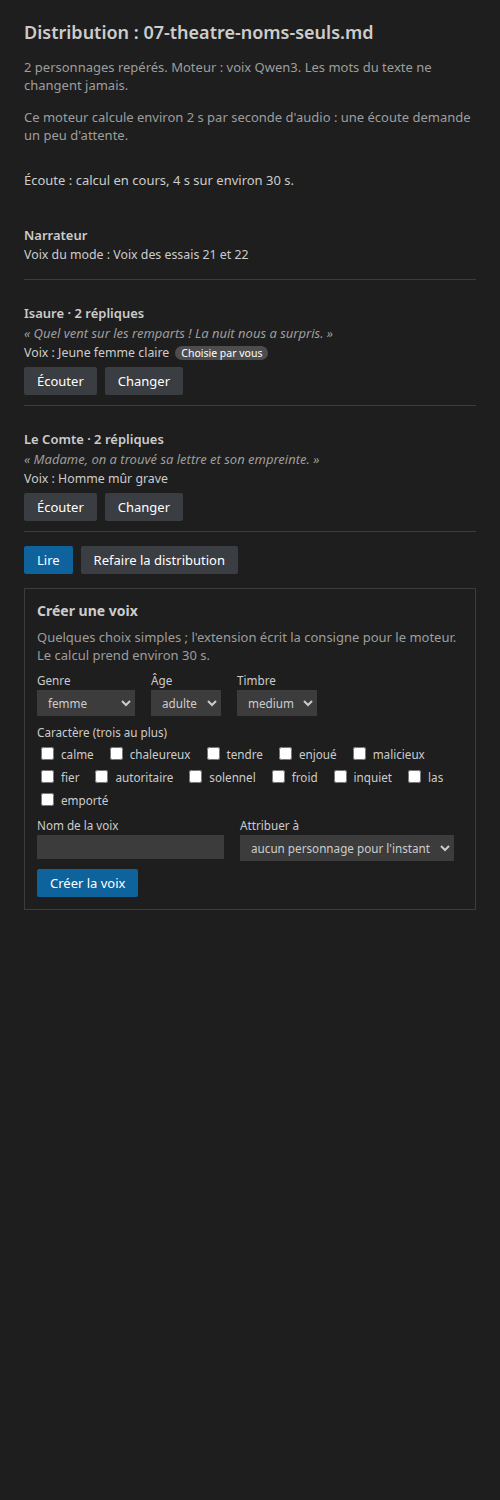 Distribution : 07-theatre-noms-seuls.md
2 personnages repérés. Moteur : voix Qwen3. Les mots du texte ne
changent jamais.
Ce moteur calcule environ 2 s par seconde d'audio : une écoute demande
un peu d'attente.
Écoute : calcul en cours, 4 s sur environ 30 s.
Narrateur
Voix du mode : Voix des essais 21 et 22
Isaure · 2 répliques
« Quel vent sur les remparts ! La nuit nous a surpris. »
Voix : Jeune femme claire Choisie par vous
Écouter Changer
Le Comte · 2 répliques
« Madame, on a trouvé sa lettre et son empreinte. »
Voix : Homme mûr grave
Écouter Changer
Lire Refaire la distribution
Créer une voix
Quelques choix simples ; l'extension écrit la consigne pour le moteur.
Le calcul prend environ 30 s.
Genre Âge Timbre
femme adulte medium
Caractère (trois au plus)
calme chaleureux tendre enjoué malicieux
fier autoritaire solennel froid inquiet las
emporté
Nom de la voix Attribuer à
aucun personnage pour l'instant
Créer la voix